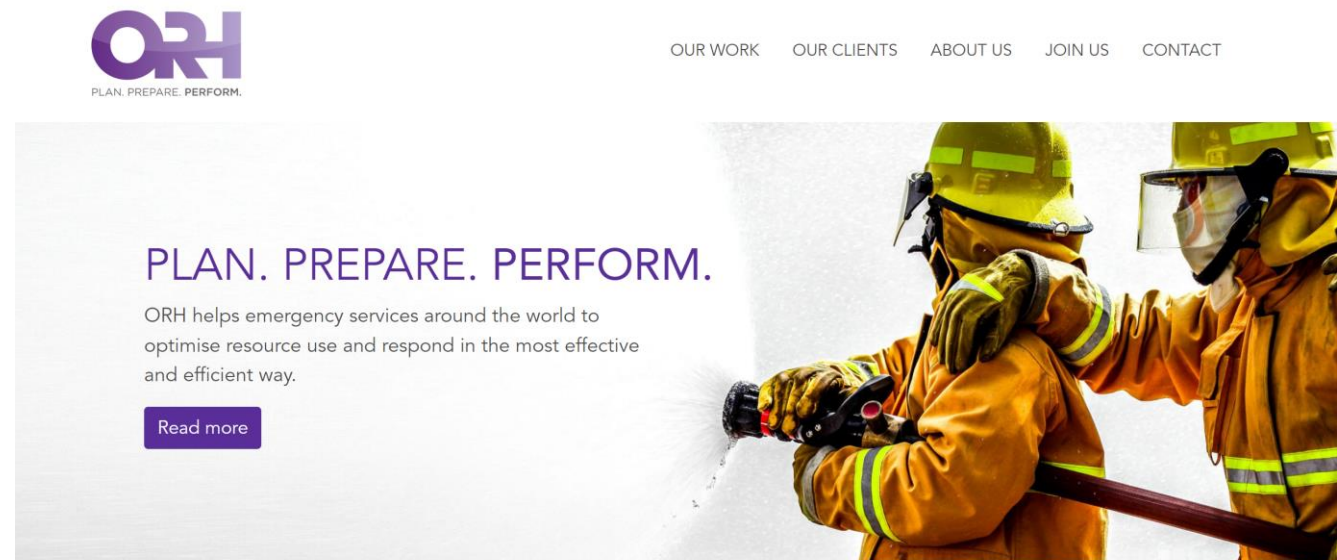 ORH
PLAN. PREPARE. PERFORM.
OUR WORK OUR CLIENTS ABOUT US JOIN US CONTACT
PLAN. PREPARE. PERFORM.
ORH helps emergency services around the world to
optimise resource use and respond in the most effective
and efficient way.
Read more